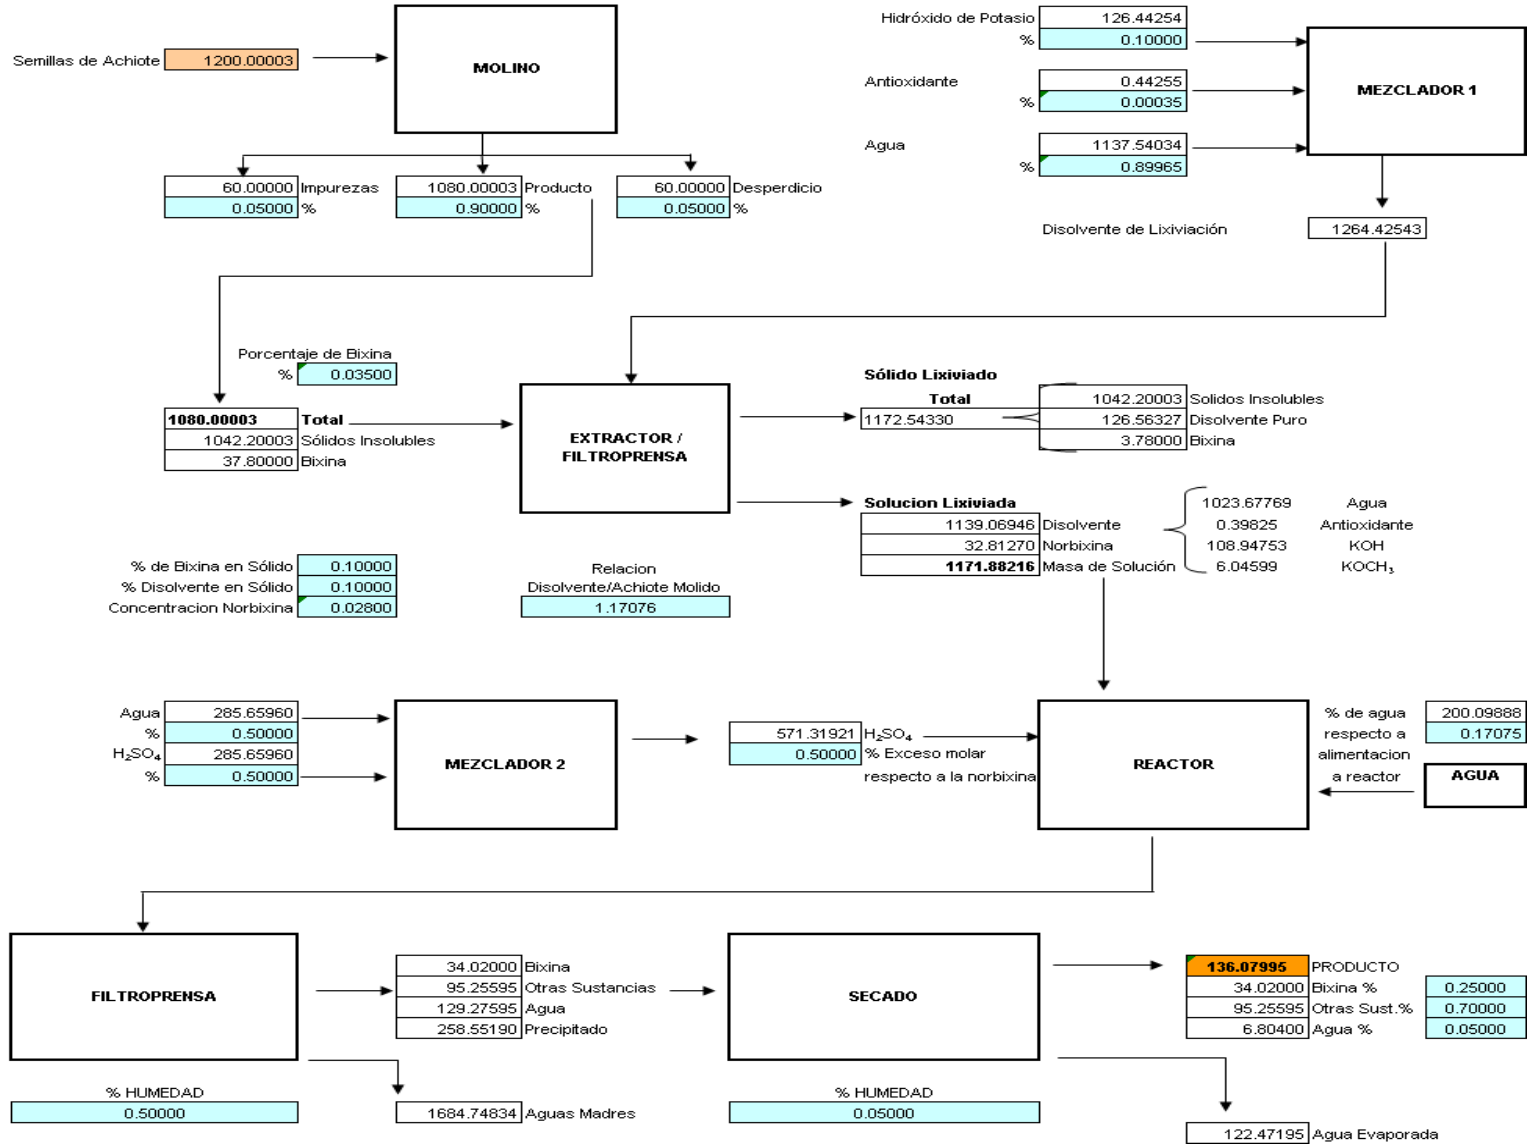 Hidróxido de Potasio 126.44254
% 0.10000
Semillas de Achiote 1200.00003
MOLINO
Antioxidante 0.44255
% 0.00035
MEZCLADOR 1
Agua 1137.54034
% 0.89965
60.00000 Impurezas 1080.00003 Producto 60.00000 Desperdicio
0.05000 % 0.90000 % 0.05000 %
Disolvente de Lixiviación 1264.42543
Porcentaje de Bixina
% 0.03500
1080.00003 Total
1042.20003 Sólidos Insolubles
37.80000 Bixina
EXTRACTOR /
FILTROPRENSA
Sólido Lixiviado
Total
1172.54330
1042.20003 Solidos Insolubles
126.56327 Disolvente Puro
3.78000 Bixina
Solucion Lixiviada
1139.06946 Disolvente
32.81270 Norbixina
1171.88216 Masa de Solución
1023.67769 Agua
0.39825 Antioxidante
108.94753 KOH
6.04599 KOCH₃
% de Bixina en Sólido 0.10000
% Disolvente en Sólido 0.10000
Concentracion Norbixina 0.02800
Relacion
Disolvente/Achiote Molido
1.17076
Agua 285.65960
% 0.50000
H₂SO₄ 285.65960
% 0.50000
MEZCLADOR 2
571.31921 H₂SO₄
0.50000 % Exceso molar
respecto a la norbixina
REACTOR
% de agua 200.09888
respecto a 0.17075
alimentacion
a reactor
AGUA
FILTROPRENSA
34.02000 Bixina
95.25595 Otras Sustancias
129.27595 Agua
258.55190 Precipitado
SECADO
136.07995 PRODUCTO
34.02000 Bixina % 0.25000
95.25595 Otras Sust.% 0.70000
6.80400 Agua % 0.05000
% HUMEDAD
0.50000
1684.74834 Aguas Madres
% HUMEDAD
0.05000
122.47195 Agua Evaporada